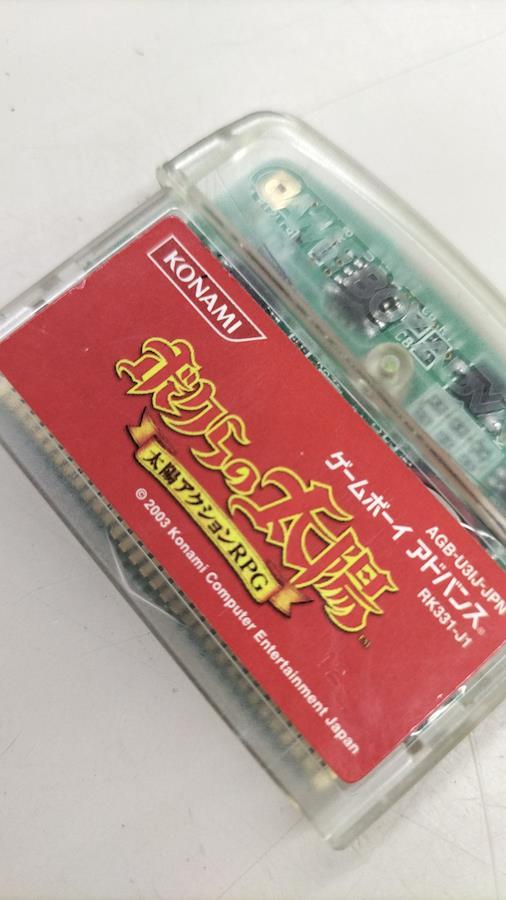 KONAMI
ボクらの太陽
太陽アクションRPG
© 2003 Konami Computer Entertainment Japan
ゲームボーイ アドバンス®
AGB-U3IJ-JPN
RK331-J1